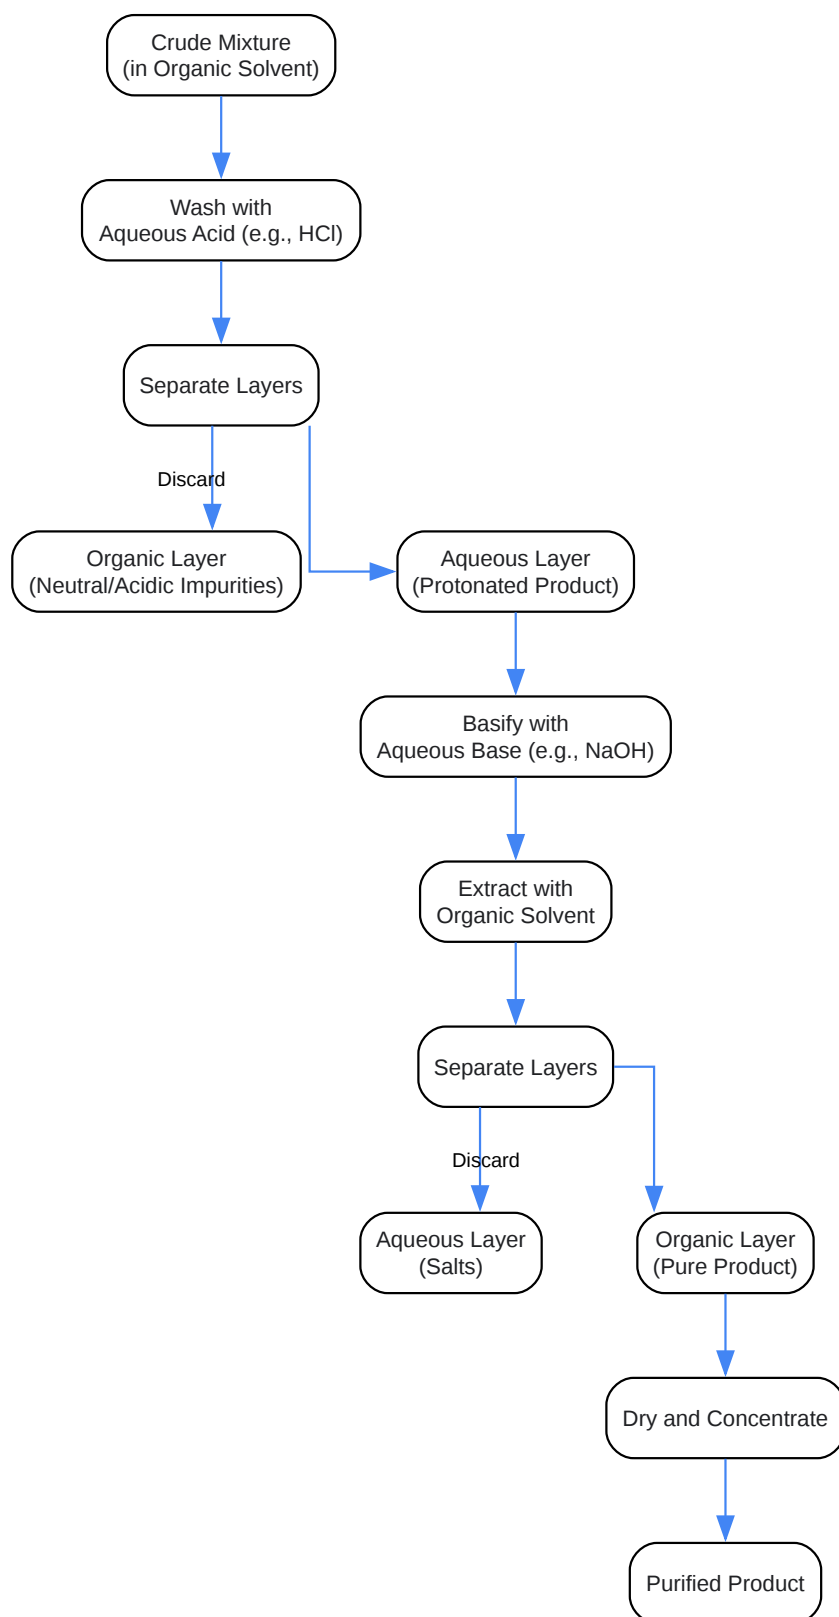 Crude Mixture
(in Organic Solvent)
Wash with
Aqueous Acid (e.g., HCl)
Separate Layers
Discard
Organic Layer
(Neutral/Acidic Impurities)
Aqueous Layer
(Protonated Product)
Basify with
Aqueous Base (e.g., NaOH)
Extract with
Organic Solvent
Separate Layers
Discard
Aqueous Layer
(Salts)
Organic Layer
(Pure Product)
Dry and Concentrate
Purified Product